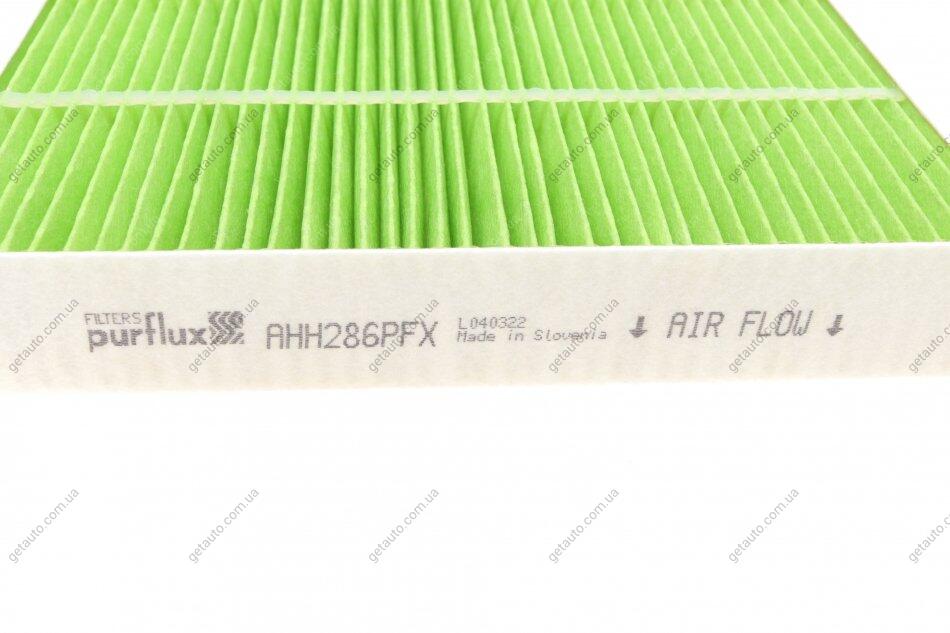 FILTERS
purflux
AHH286PFX
L040322
Made in Slovenia
↓ AIR FLOW ↓
getauto.com.ua